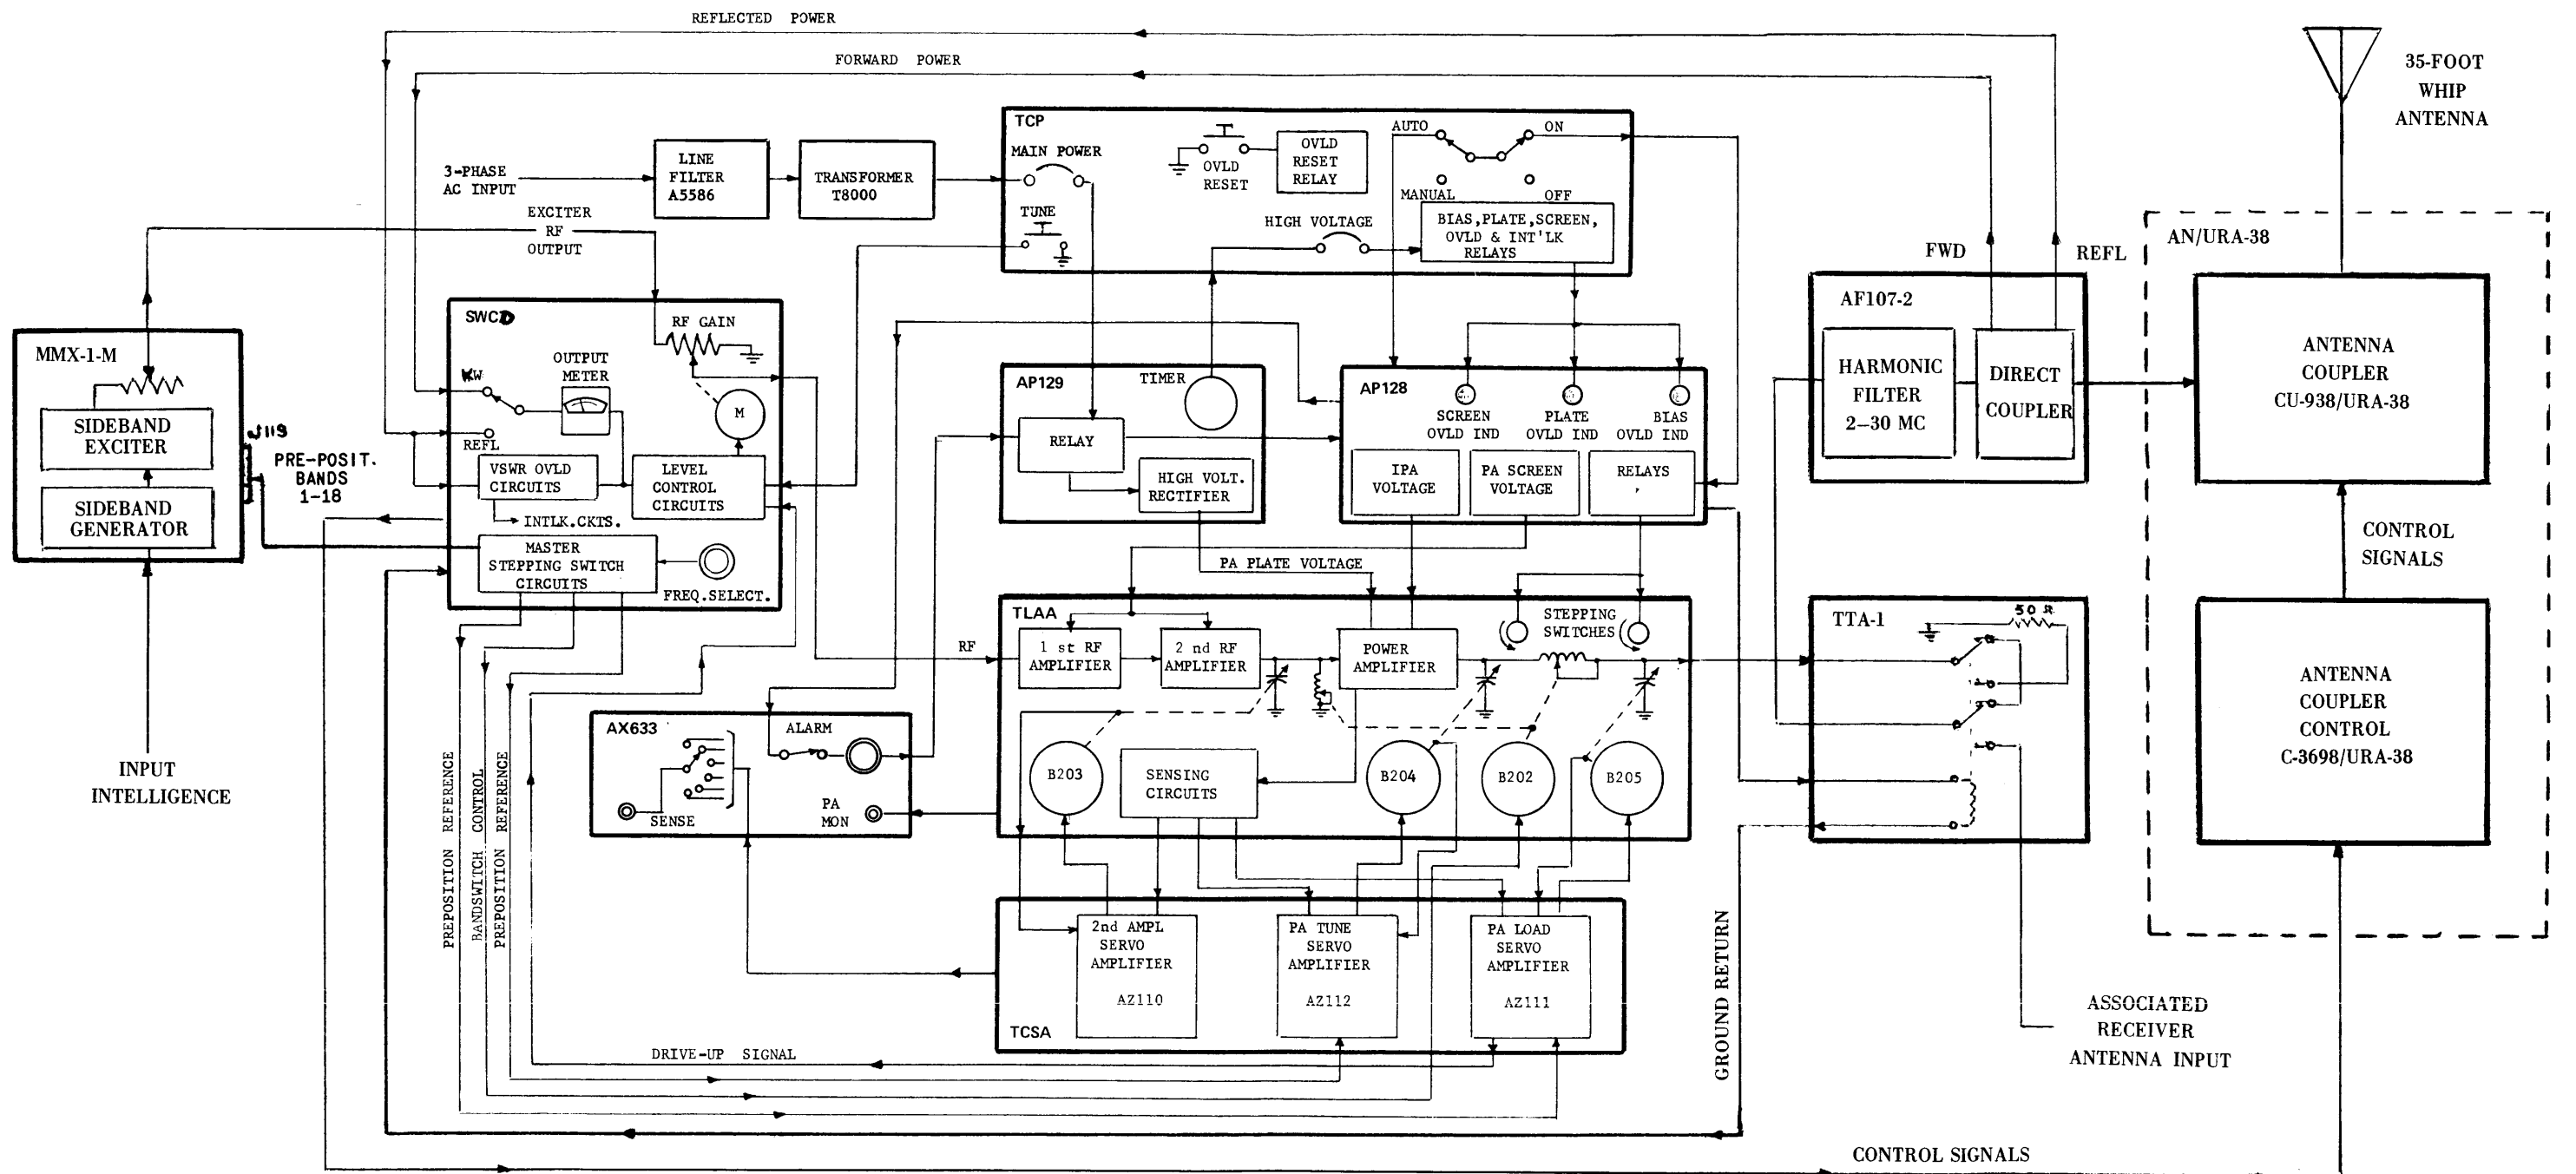 REFLECTED POWER
FORWARD POWER
35-FOOT
WHIP
ANTENNA
TCP
MAIN POWER
TUNE
OVLD
RESET
OVLD
RESET
RELAY
AUTO
ON
MANUAL
OFF
HIGH VOLTAGE
BIAS,PLATE,SCREEN,
OVLD & INT'LK
RELAYS
3-PHASE
AC INPUT
LINE
FILTER
A5586
TRANSFORMER
T8000
EXCITER
RF
OUTPUT
FWD
REFL
AN/URA-38
MMX-1-M
SIDEBAND
EXCITER
SIDEBAND
GENERATOR
J119
PRE-POSIT.
BANDS
1-18
INPUT
INTELLIGENCE
SWCD
RF GAIN
OUTPUT
METER
KW
REFL
M
VSWR OVLD
CIRCUITS
INTLK.CKTS.
LEVEL
CONTROL
CIRCUITS
MASTER
STEPPING SWITCH
CIRCUITS
FREQ.SELECT.
AP129
TIMER
RELAY
HIGH VOLT.
RECTIFIER
AP128
SCREEN
OVLD IND
PLATE
OVLD IND
BIAS
OVLD IND
IPA
VOLTAGE
PA SCREEN
VOLTAGE
RELAYS
AF107-2
HARMONIC
FILTER
2-30 MC
DIRECT
COUPLER
ANTENNA
COUPLER
CU-938/URA-38
CONTROL
SIGNALS
PA PLATE VOLTAGE
TLAA
RF
1 st RF
AMPLIFIER
2 nd RF
AMPLIFIER
POWER
AMPLIFIER
STEPPING
SWITCHES
B203
SENSING
CIRCUITS
B204
B202
B205
TTA-1
50 Ω
ANTENNA
COUPLER
CONTROL
C-3698/URA-38
AX633
ALARM
SENSE
PA
MON
PREPOSITION REFERENCE
BANDSWITCH CONTROL
PREPOSITION REFERENCE
2nd AMPL
SERVO
AMPLIFIER
AZ110
PA TUNE
SERVO
AMPLIFIER
AZ112
PA LOAD
SERVO
AMPLIFIER
AZ111
TCSA
GROUND RETURN
ASSOCIATED
RECEIVER
ANTENNA INPUT
DRIVE-UP SIGNAL
CONTROL SIGNALS